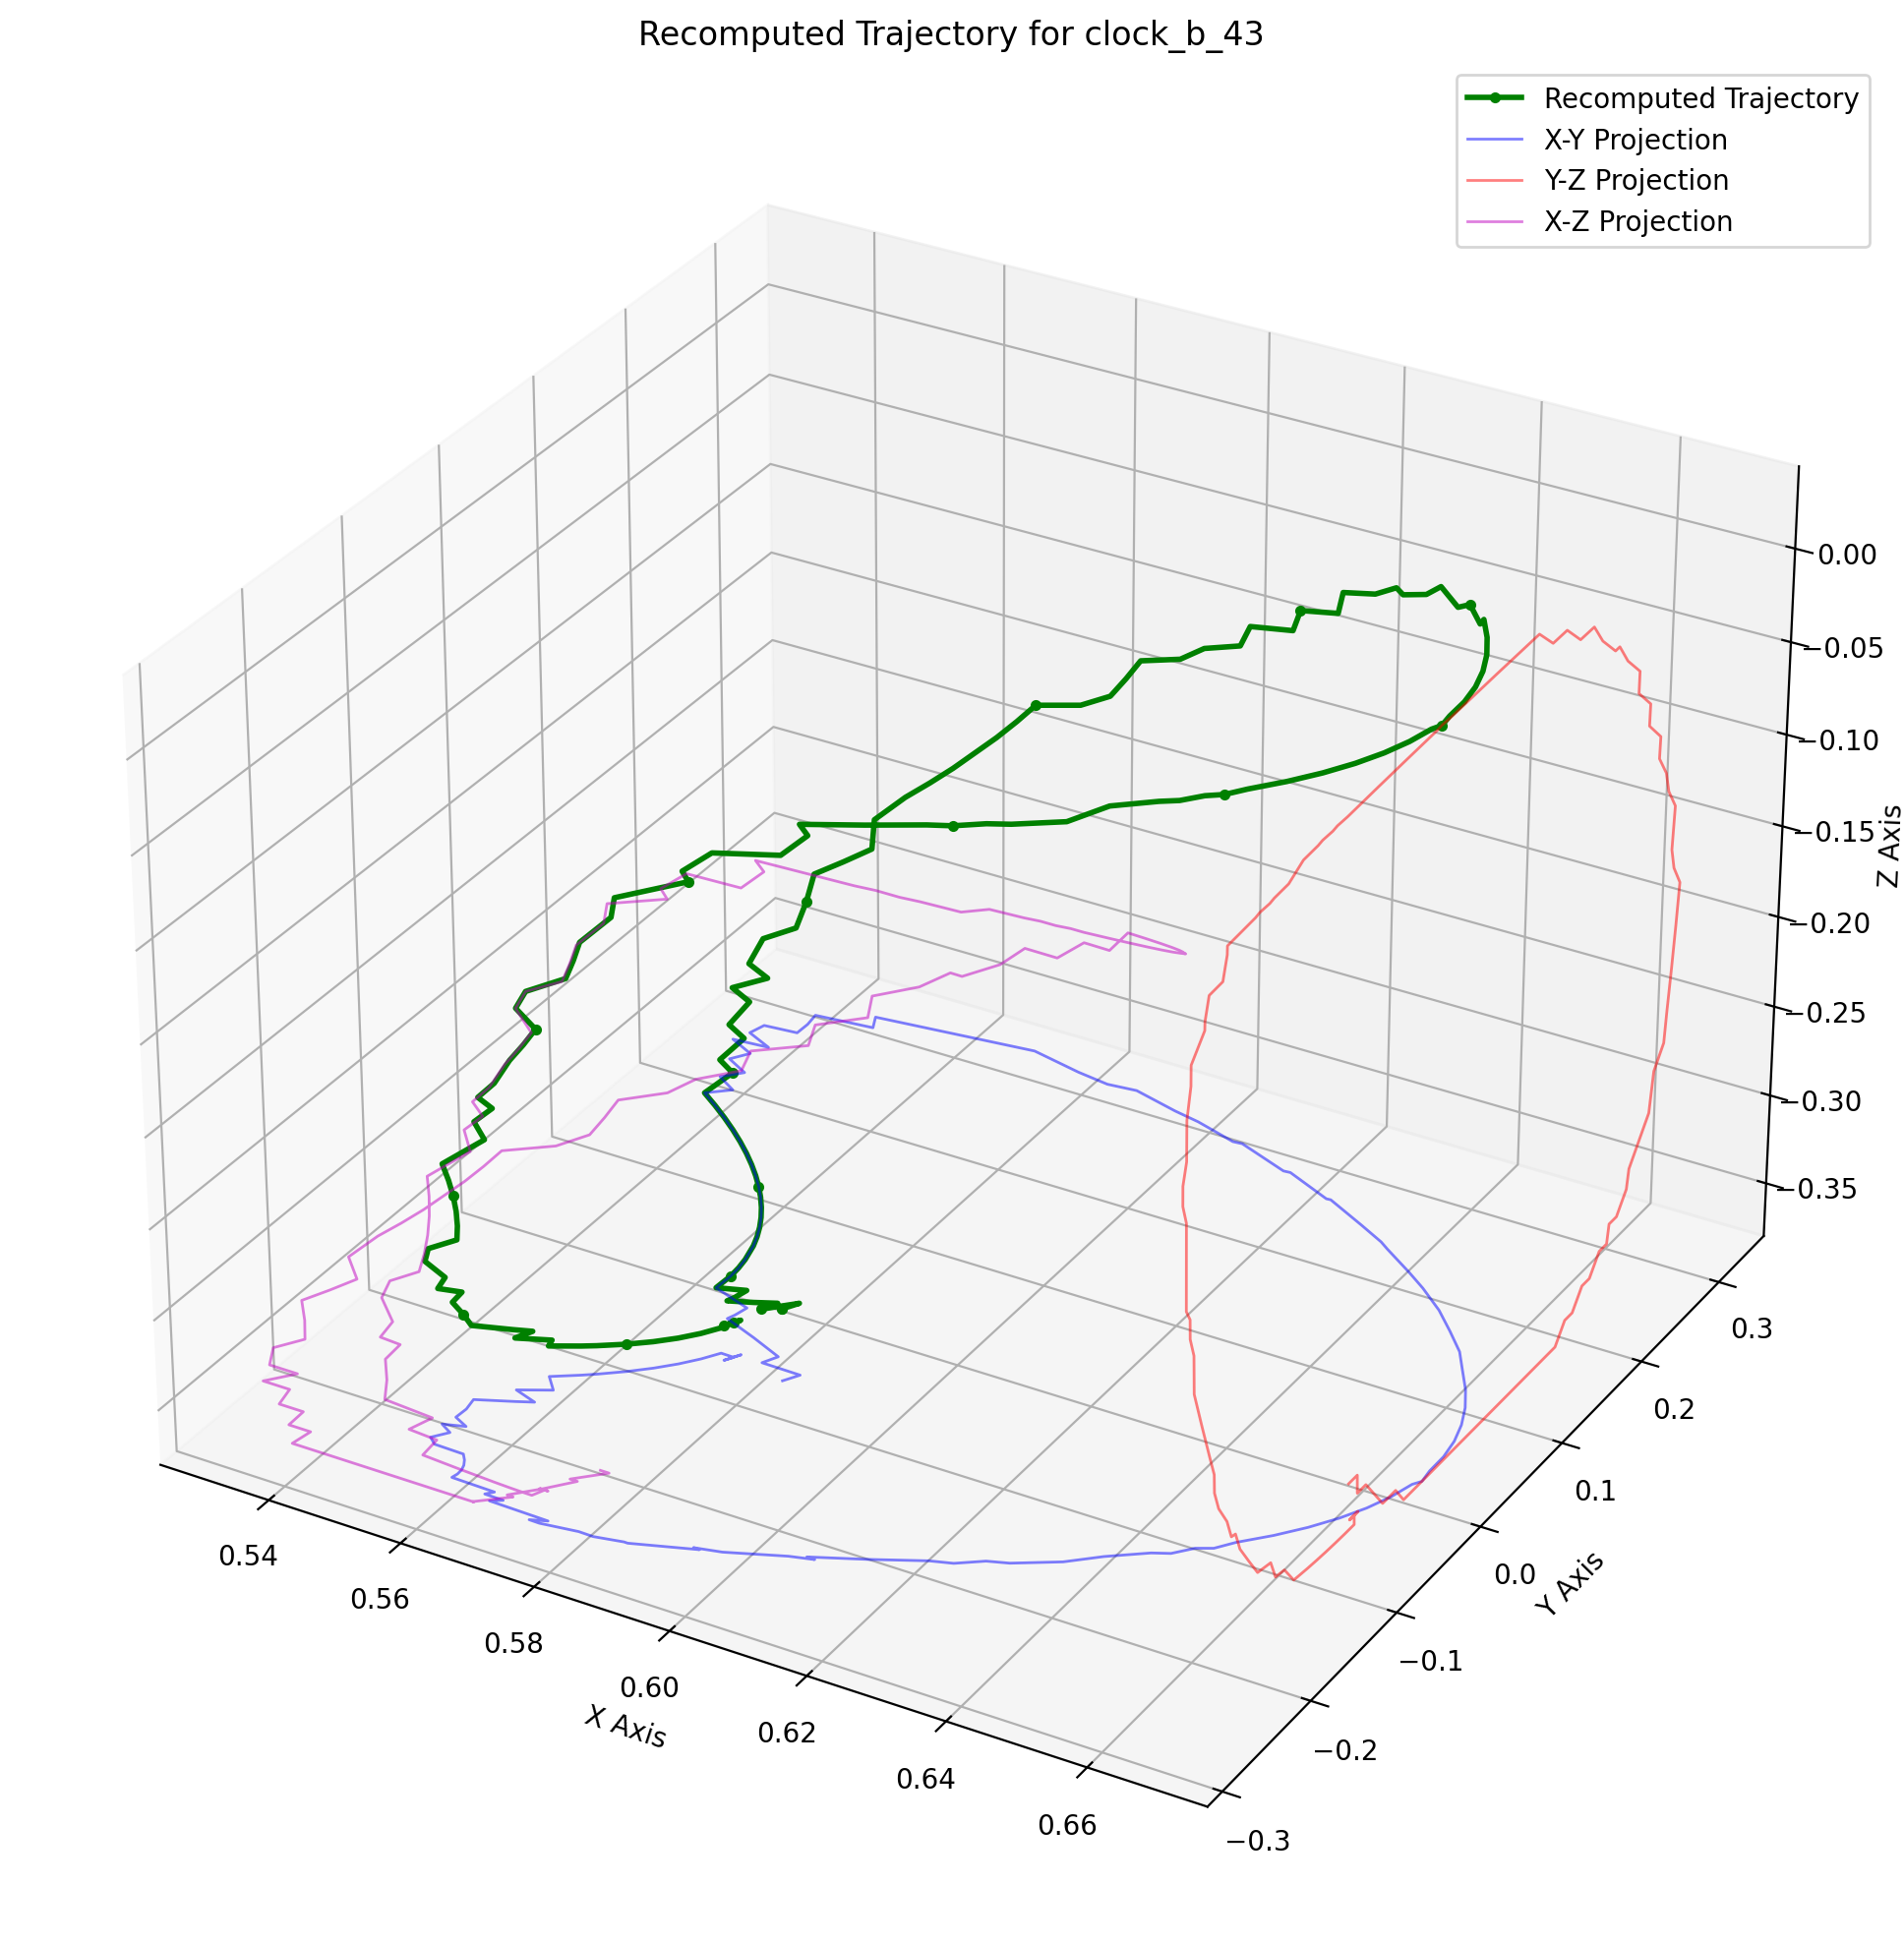 Recomputed Trajectory for clock_b_43
Recomputed Trajectory
X-Y Projection
Y-Z Projection
X-Z Projection
0.00
−0.05
−0.10
−0.15
−0.20
−0.25
−0.30
−0.35
Z Axis
0.3
0.2
0.1
0.0
−0.1
−0.2
−0.3
Y Axis
0.54
0.56
0.58
0.60
0.62
0.64
0.66
X Axis